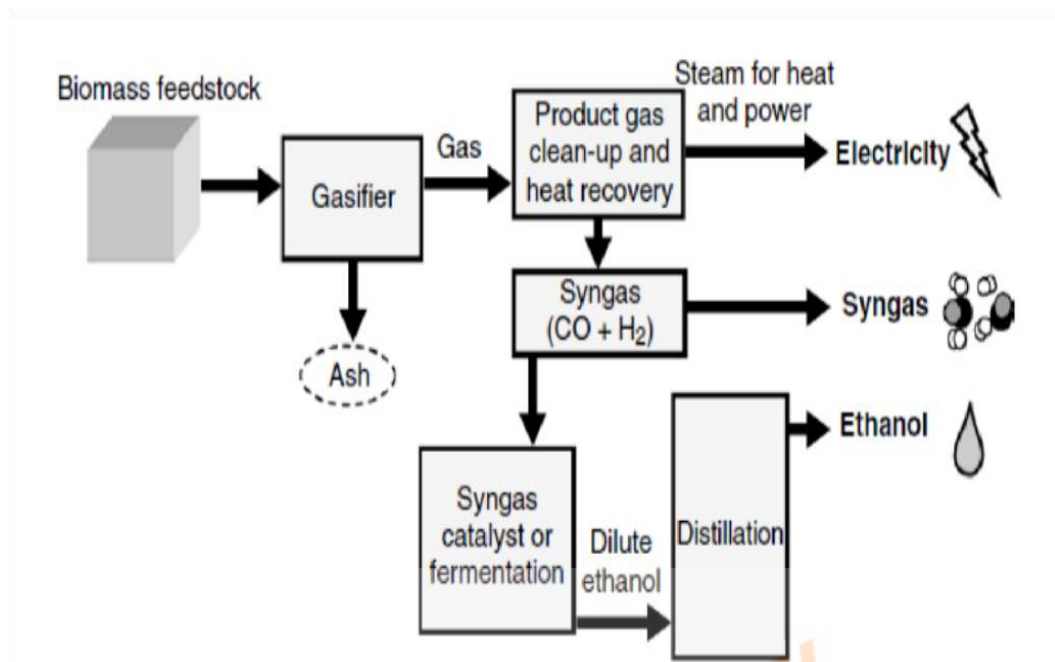 Biomass feedstock
Gasifier
Ash
Gas
Product gas
clean-up and
heat recovery
Steam for heat
and power
Electricity
Syngas
(CO + H₂)
Syngas
Syngas
catalyst or
fermentation
Dilute
ethanol
Distillation
Ethanol